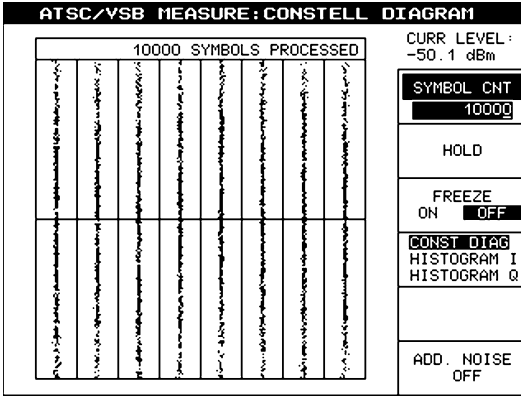 ATSC/VSB MEASURE:CONSTELL DIAGRAM
10000 SYMBOLS PROCESSED
CURR LEVEL:
-50.1 dBm
SYMBOL CNT
10000
HOLD
FREEZE
ON OFF
CONST DIAG
HISTOGRAM I
HISTOGRAM Q
ADD. NOISE
OFF